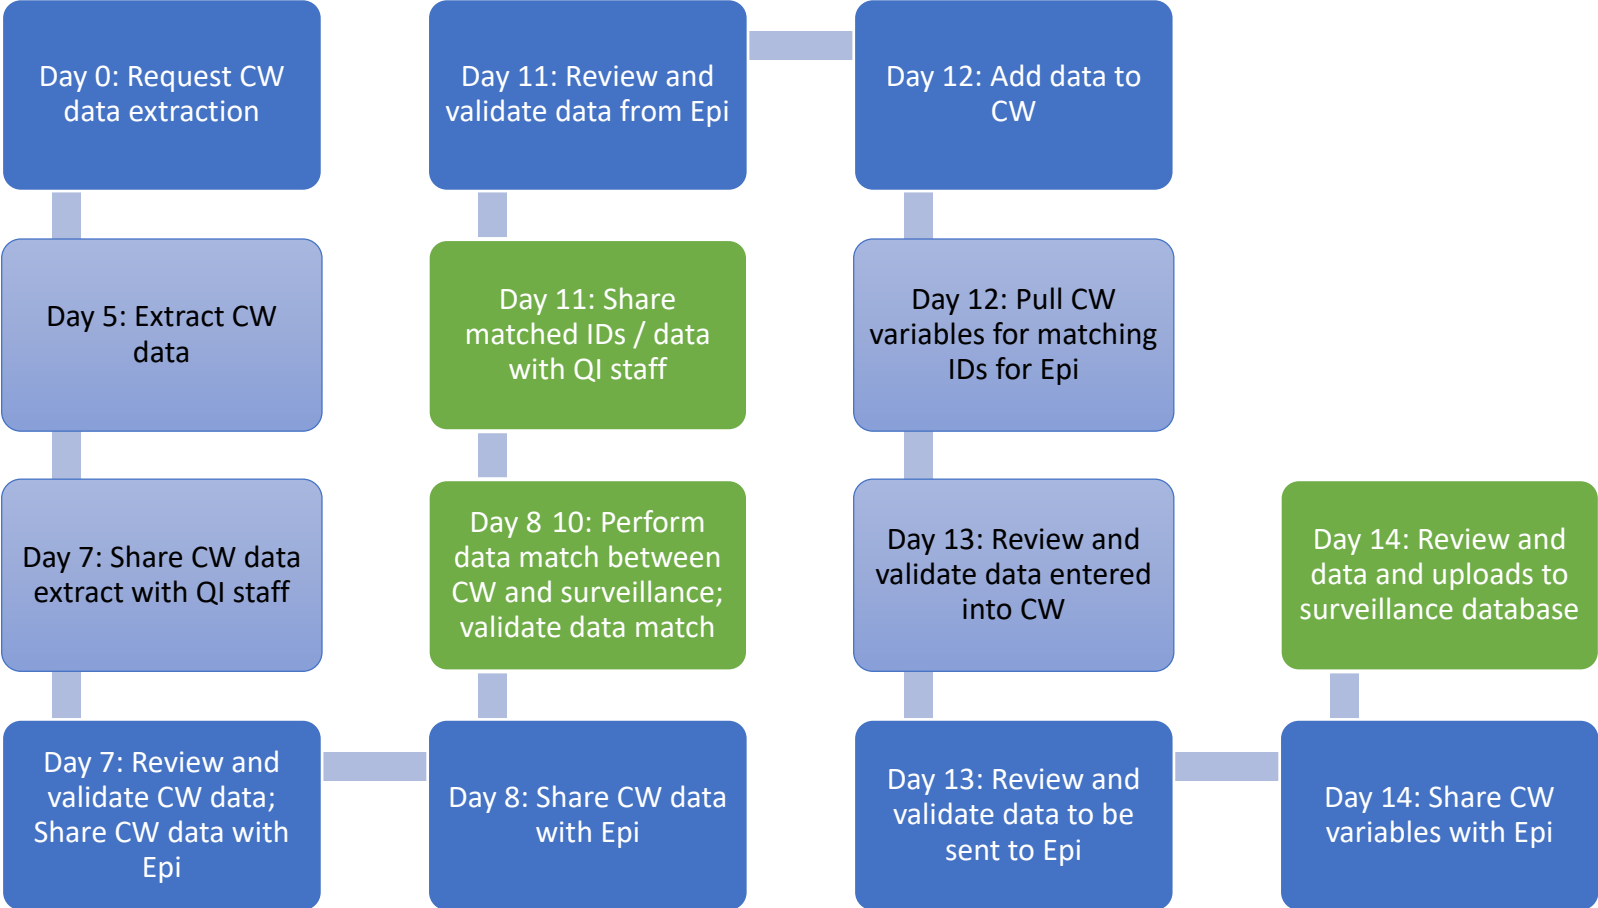 Day 0: Request CW
data extraction
Day 5: Extract CW
data
Day 7: Share CW data
extract with QI staff
Day 7: Review and
validate CW data;
Share CW data with
Epi
Day 8: Share CW data
with Epi
Day 8 10: Perform
data match between
CW and surveillance;
validate data match
Day 11: Share
matched IDs / data
with QI staff
Day 11: Review and
validate data from Epi
Day 12: Add data to
CW
Day 12: Pull CW
variables for matching
IDs for Epi
Day 13: Review and
validate data entered
into CW
Day 13: Review and
validate data to be
sent to Epi
Day 14: Share CW
variables with Epi
Day 14: Review and
data and uploads to
surveillance database